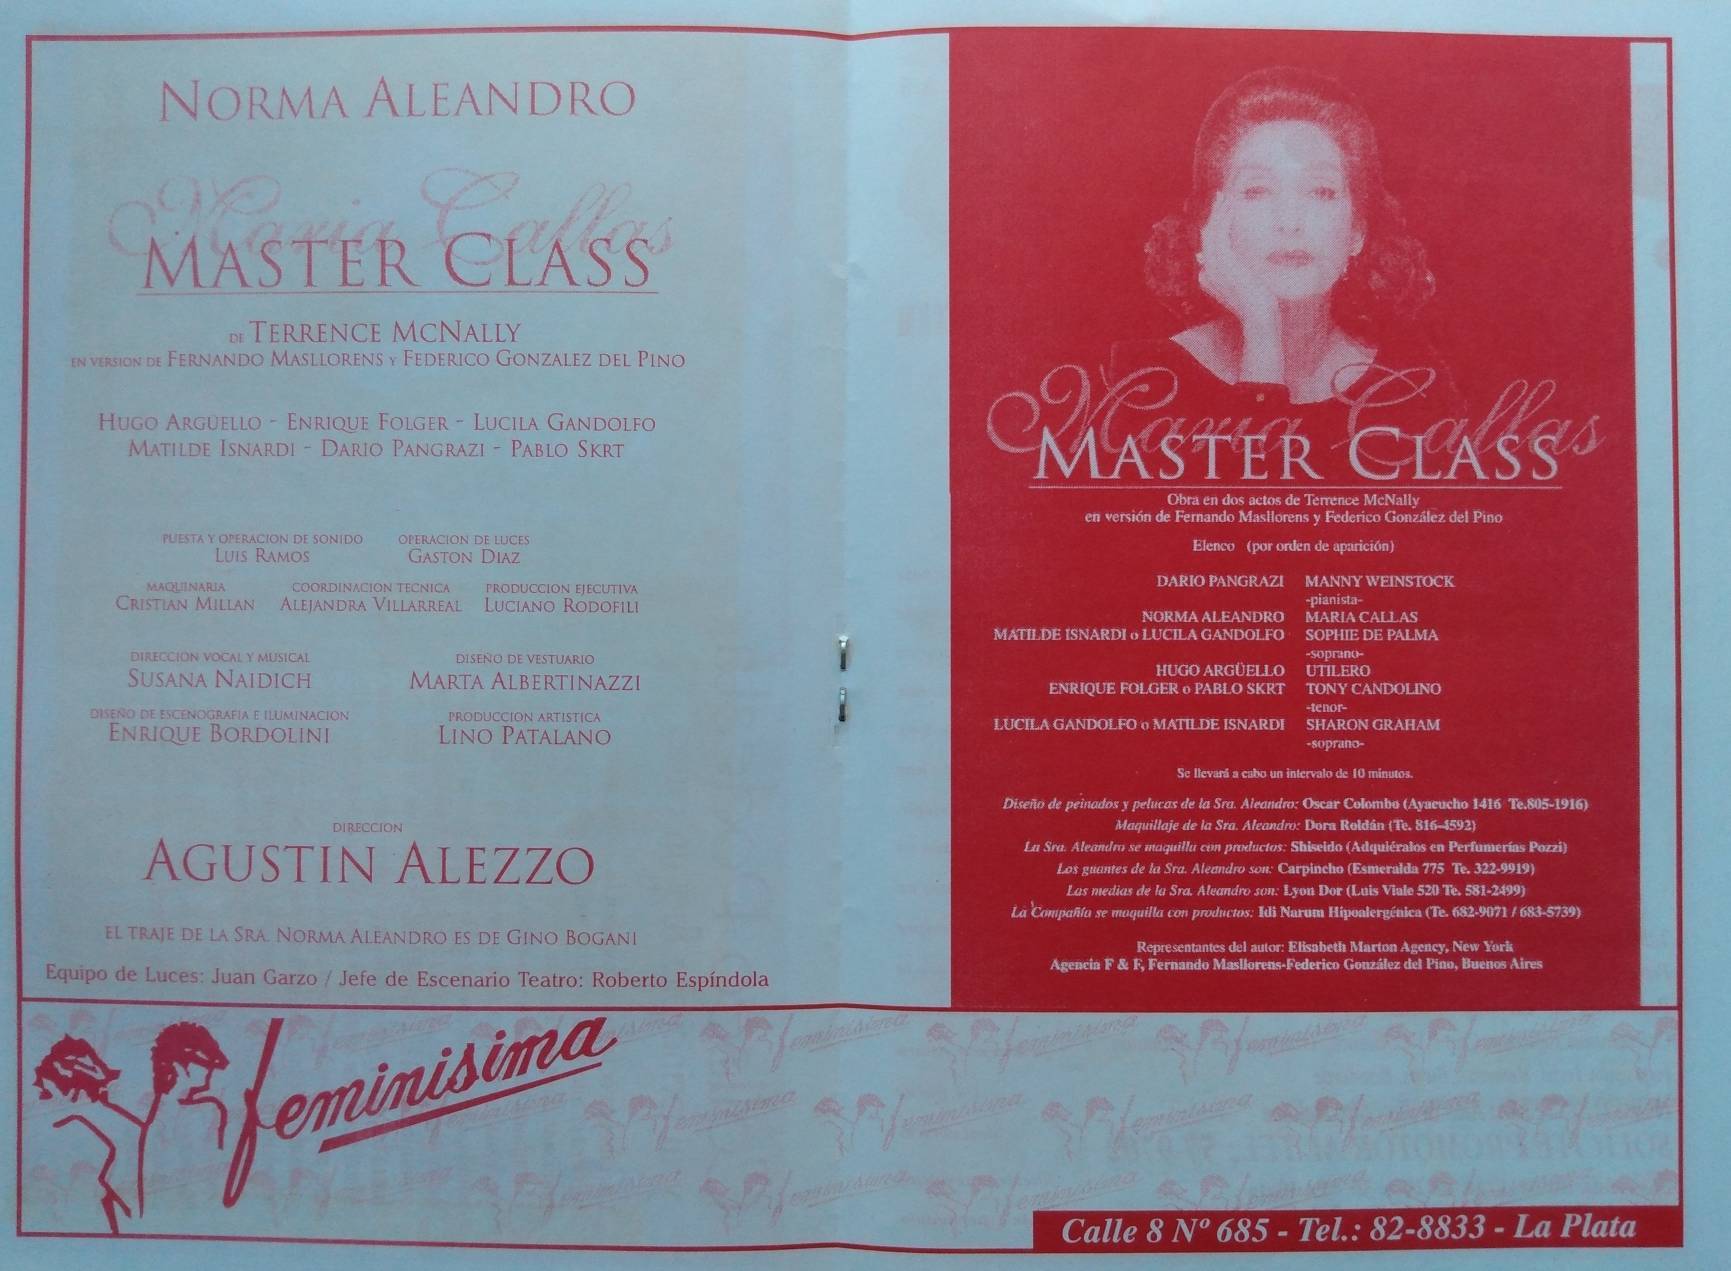 NORMA ALEANDRO
Maria Callas
MASTER CLASS
DE TERRENCE MCNALLY
EN VERSION DE FERNANDO MASLLORENS Y FEDERICO GONZALEZ DEL PINO
HUGO ARGÜELLO - ENRIQUE FOLGER - LUCILA GANDOLFO
MATILDE ISNARDI - DARIO PANGRAZI - PABLO SKRT
PUESTA Y OPERACION DE SONIDO
LUIS RAMOS
OPERACION DE LUCES
GASTON DIAZ
MAQUINARIA
CRISTIAN MILLAN
COORDINACION TECNICA
ALEJANDRA VILLARREAL
PRODUCCION EJECUTIVA
LUCIANO RODOFILI
DIRECCION VOCAL Y MUSICAL
SUSANA NAIDICH
DISEÑO DE VESTUARIO
MARTA ALBERTINAZZI
DISEÑO DE ESCENOGRAFIA E ILUMINACION
ENRIQUE BORDOLINI
PRODUCCION ARTISTICA
LINO PATALANO
DIRECCION
AGUSTIN ALEZZO
EL TRAJE DE LA SRA. NORMA ALEANDRO ES DE GINO BOGANI
Equipo de Luces: Juan Garzo / Jefe de Escenario Teatro: Roberto Espíndola
Maria Callas
MASTER CLASS
Obra en dos actos de Terrence McNally
en versión de Fernando Masllorens y Federico González del Pino
Elenco (por orden de aparición)
DARIO PANGRAZI MANNY WEINSTOCK
-pianista-
NORMA ALEANDRO MARIA CALLAS
MATILDE ISNARDI o LUCILA GANDOLFO SOPHIE DE PALMA
-soprano-
HUGO ARGÜELLO UTILERO
ENRIQUE FOLGER o PABLO SKRT TONY CANDOLINO
-tenor-
LUCILA GANDOLFO o MATILDE ISNARDI SHARON GRAHAM
-soprano-
Se llevará a cabo un intervalo de 10 minutos.
Diseño de peinados y pelucas de la Sra. Aleandro: Oscar Colombo (Ayacucho 1416 Te.805-1916)
Maquillaje de la Sra. Aleandro: Dora Roldán (Te. 816-4592)
La Sra. Aleandro se maquilla con productos: Shiseido (Adquiéralos en Perfumerías Pozzi)
Los guantes de la Sra. Aleandro son: Carpincho (Esmeralda 775 Te. 322-9919)
Las medias de la Sra. Aleandro son: Lyon Dor (Luis Viale 520 Te. 581-2499)
La Compañía se maquilla con productos: Idi Narum Hipoalergénica (Te. 682-9071 / 683-5739)
Representantes del autor: Elisabeth Marton Agency, New York
Agencia F & F, Fernando Masllorens-Federico González del Pino, Buenos Aires
feminisima
Calle 8 Nº 685 - Tel.: 82-8833 - La Plata